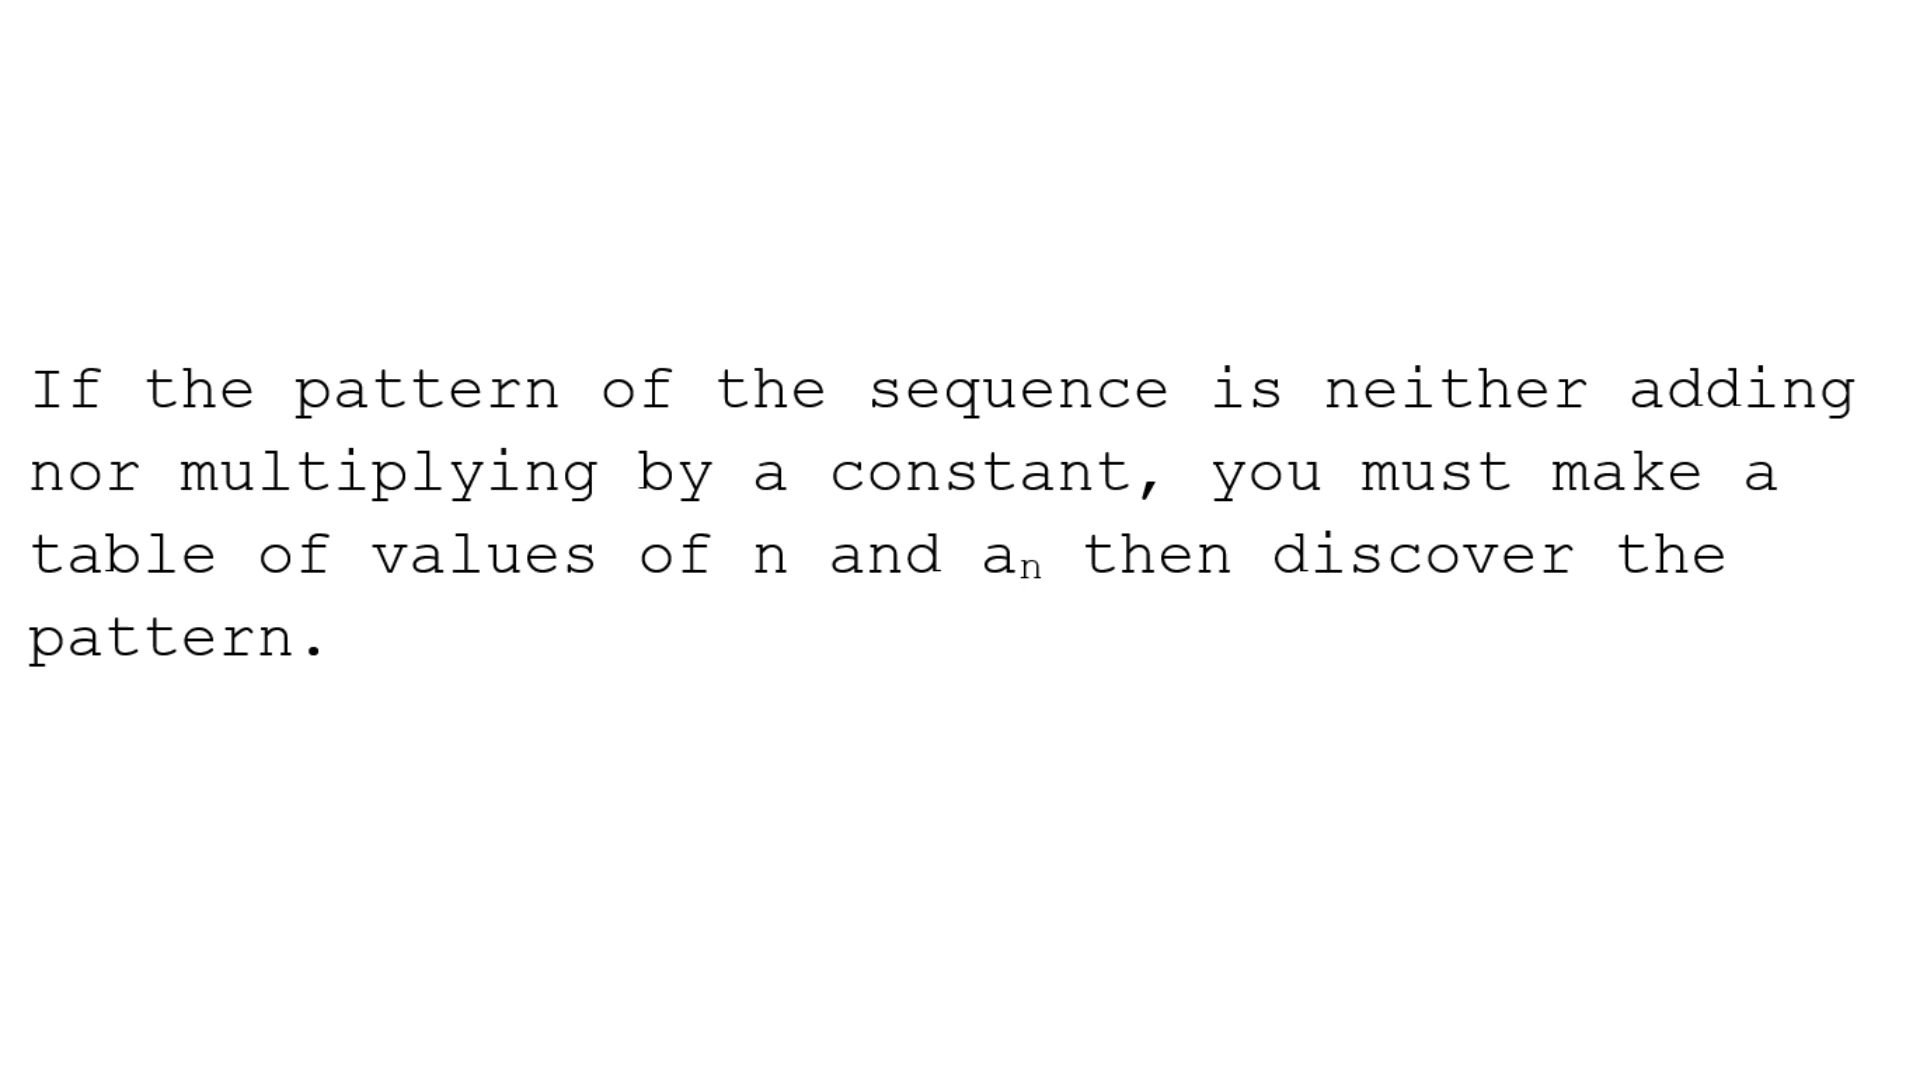 If the pattern of the sequence is neither adding
nor multiplying by a constant, you must make a
table of values of n and aₙ then discover the
pattern.